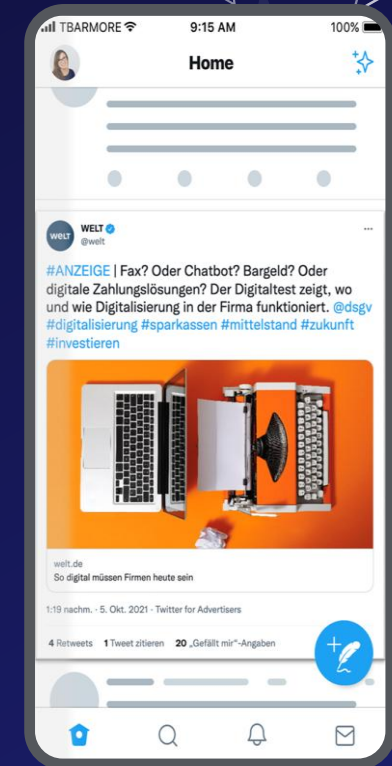 TBARMORE 9:15 AM 100%
Home
WELT
WELT
@welt
#ANZEIGE | Fax? Oder Chatbot? Bargeld? Oder
digitale Zahlungslösungen? Der Digitaltest zeigt, wo
und wie Digitalisierung in der Firma funktioniert. @dsgv
#digitalisierung #sparkassen #mittelstand #zukunft
#investieren
welt.de
So digital müssen Firmen heute sein
1:19 nachm. · 5. Okt. 2021 · Twitter for Advertisers
4 Retweets 1 Tweet zitieren 20 „Gefällt mir“-Angaben